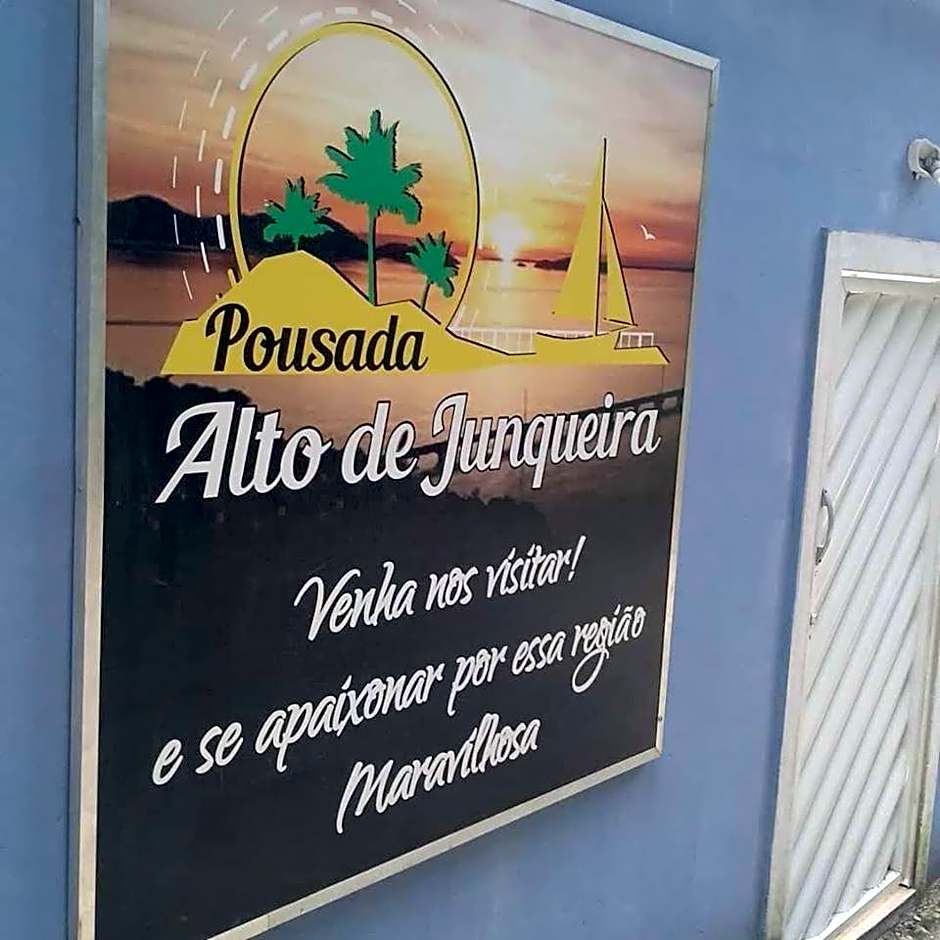 Pousada
Alto de Junqueira
Venha nos visitar!
e se apaixonar por essa região
Maravilhosa